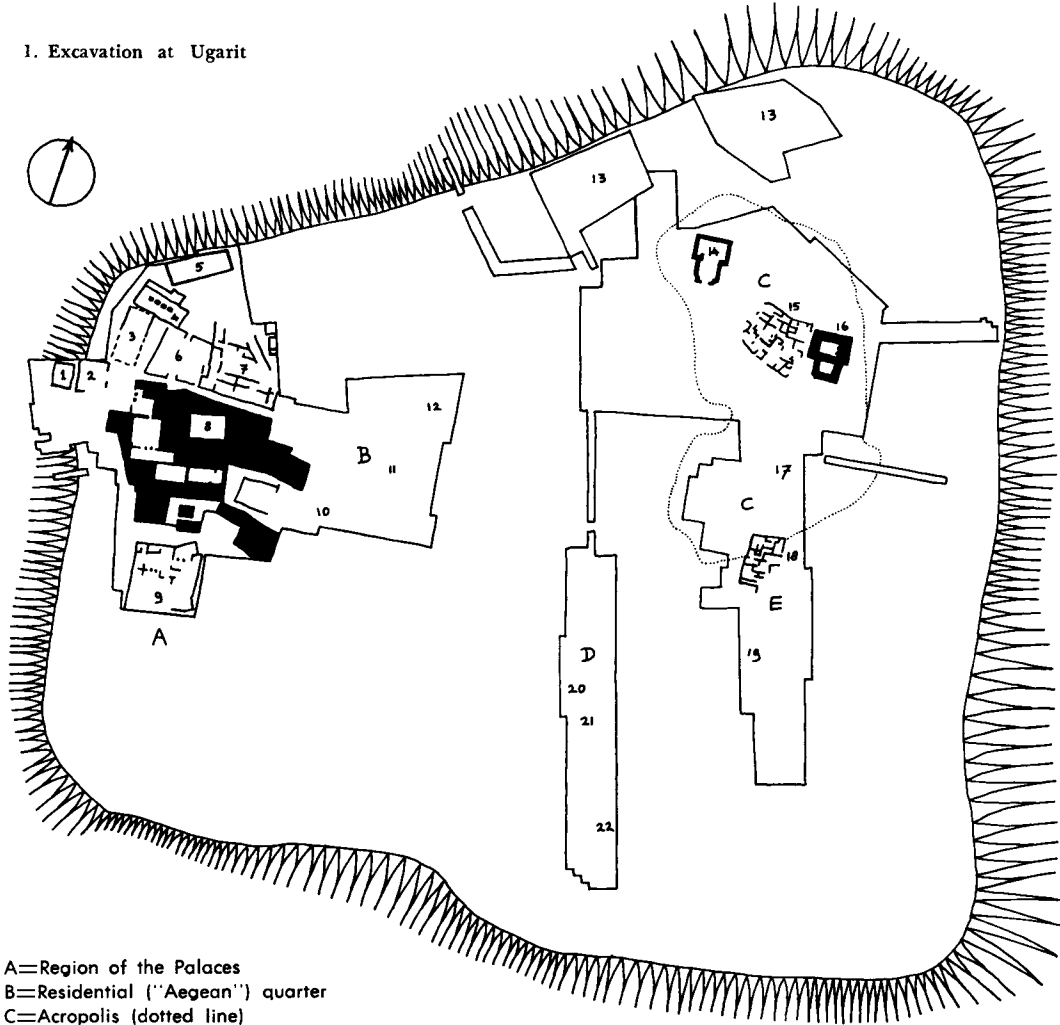 1. Excavation at Ugarit
13
13
5
14
C
15
16
3
24
6
7
1
2
12
8
B
11
17
10
C
18
9
E
A
D
19
20
21
22
A=Region of the Palaces
B=Residential ("Aegean") quarter
C=Acropolis (dotted line)